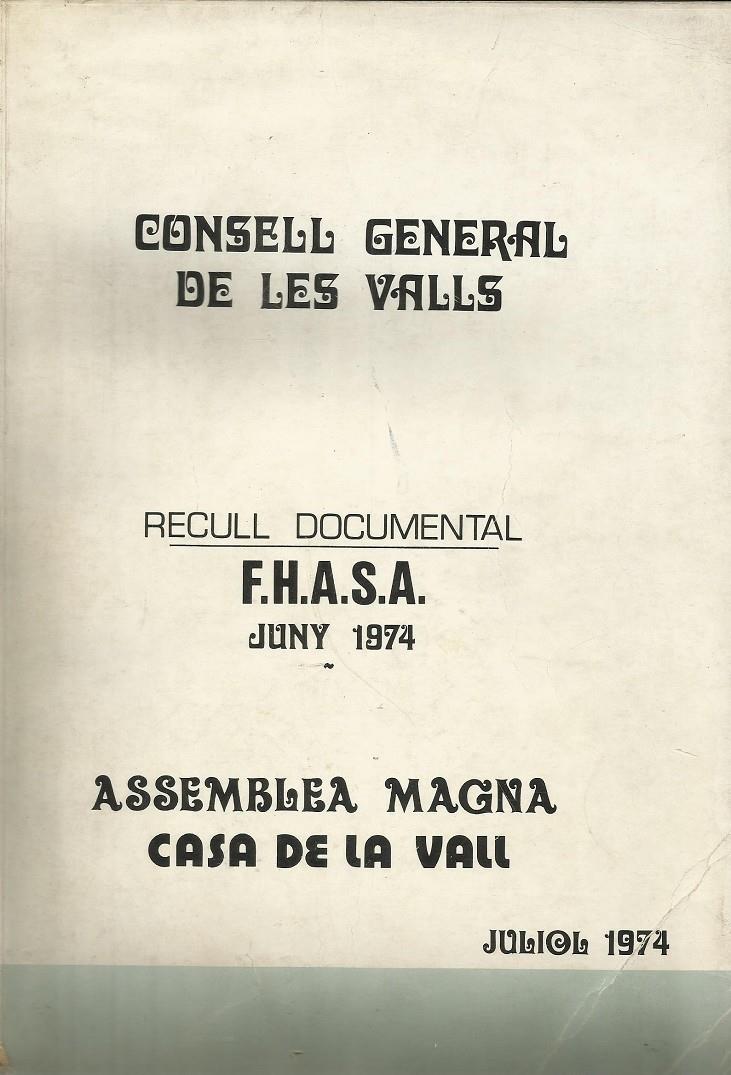 CONSELL GENERAL
DE LES VALLS
RECULL DOCUMENTAL
F.H.A.S.A.
JUNY 1974
~
ASSEMBLEA MAGNA
CASA DE LA VALL
JULIOL 1974